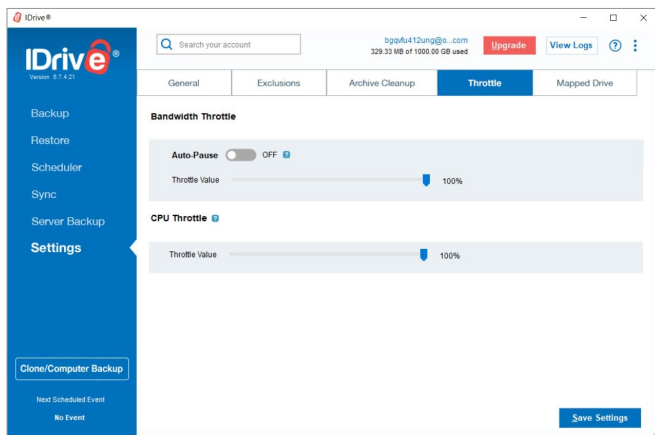 IDrive®
IDrive®
Version 6.7.4.21
Search your account
bgqvfu412ung@o...com
329.33 MB of 1000.00 GB used
Upgrade
View Logs
?
General
Exclusions
Archive Cleanup
Throttle
Mapped Drive
Backup
Restore
Scheduler
Sync
Server Backup
Settings
Bandwidth Throttle
Auto-Pause OFF ?
Throttle Value 100%
CPU Throttle ?
Throttle Value 100%
Clone/Computer Backup
Next Scheduled Event
No Event
Save Settings